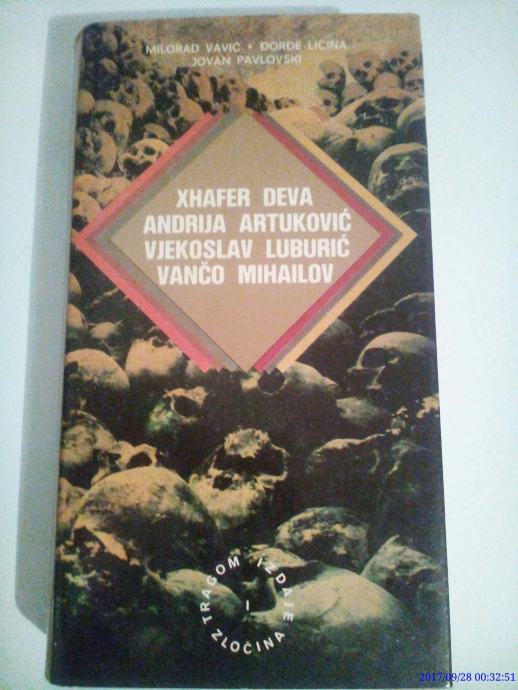 MILORAD VAVIĆ • ĐORĐE LIČINA
JOVAN PAVLOVSKI
XHAFER DEVA
ANDRIJA ARTUKOVIĆ
VJEKOSLAV LUBURIĆ
VANČO MIHAILOV
TRAGOM IZDAJE
I
ZLOČINA
2017/09/28 00:32:51